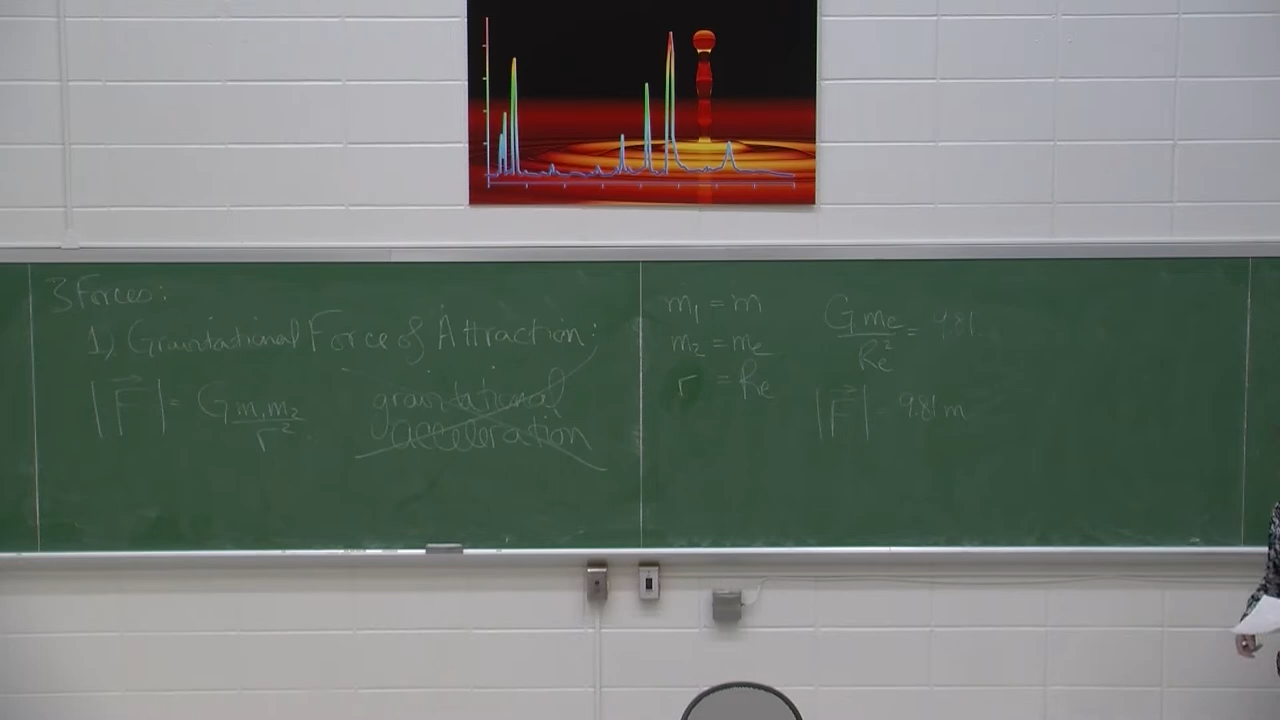 3 Forces:
1) Gravitational Force of Attraction:
|F⃗| = G m₁m₂ / r²
gravitational
acceleration
m₁ = m
m₂ = mₑ
r = Rₑ
G mₑ / Rₑ² = 9.81
|F⃗| = 9.81 m